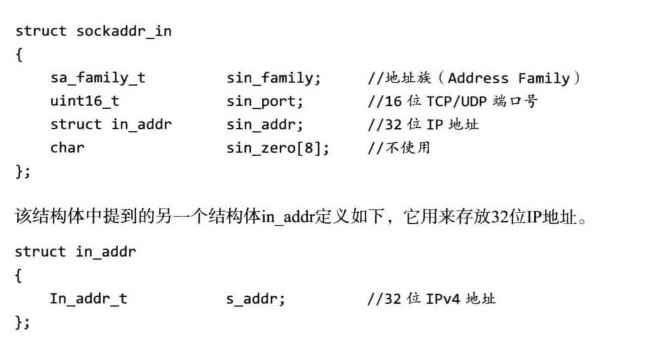 struct sockaddr_in
{
sa_family_t sin_family; //地址族（Address Family）
uint16_t sin_port; //16 位 TCP/UDP 端口号
struct in_addr sin_addr; //32 位 IP 地址
char sin_zero[8]; //不使用
};
该结构体中提到的另一个结构体in_addr定义如下，它用来存放32位IP地址。
struct in_addr
{
In_addr_t s_addr; //32 位 IPv4 地址
};